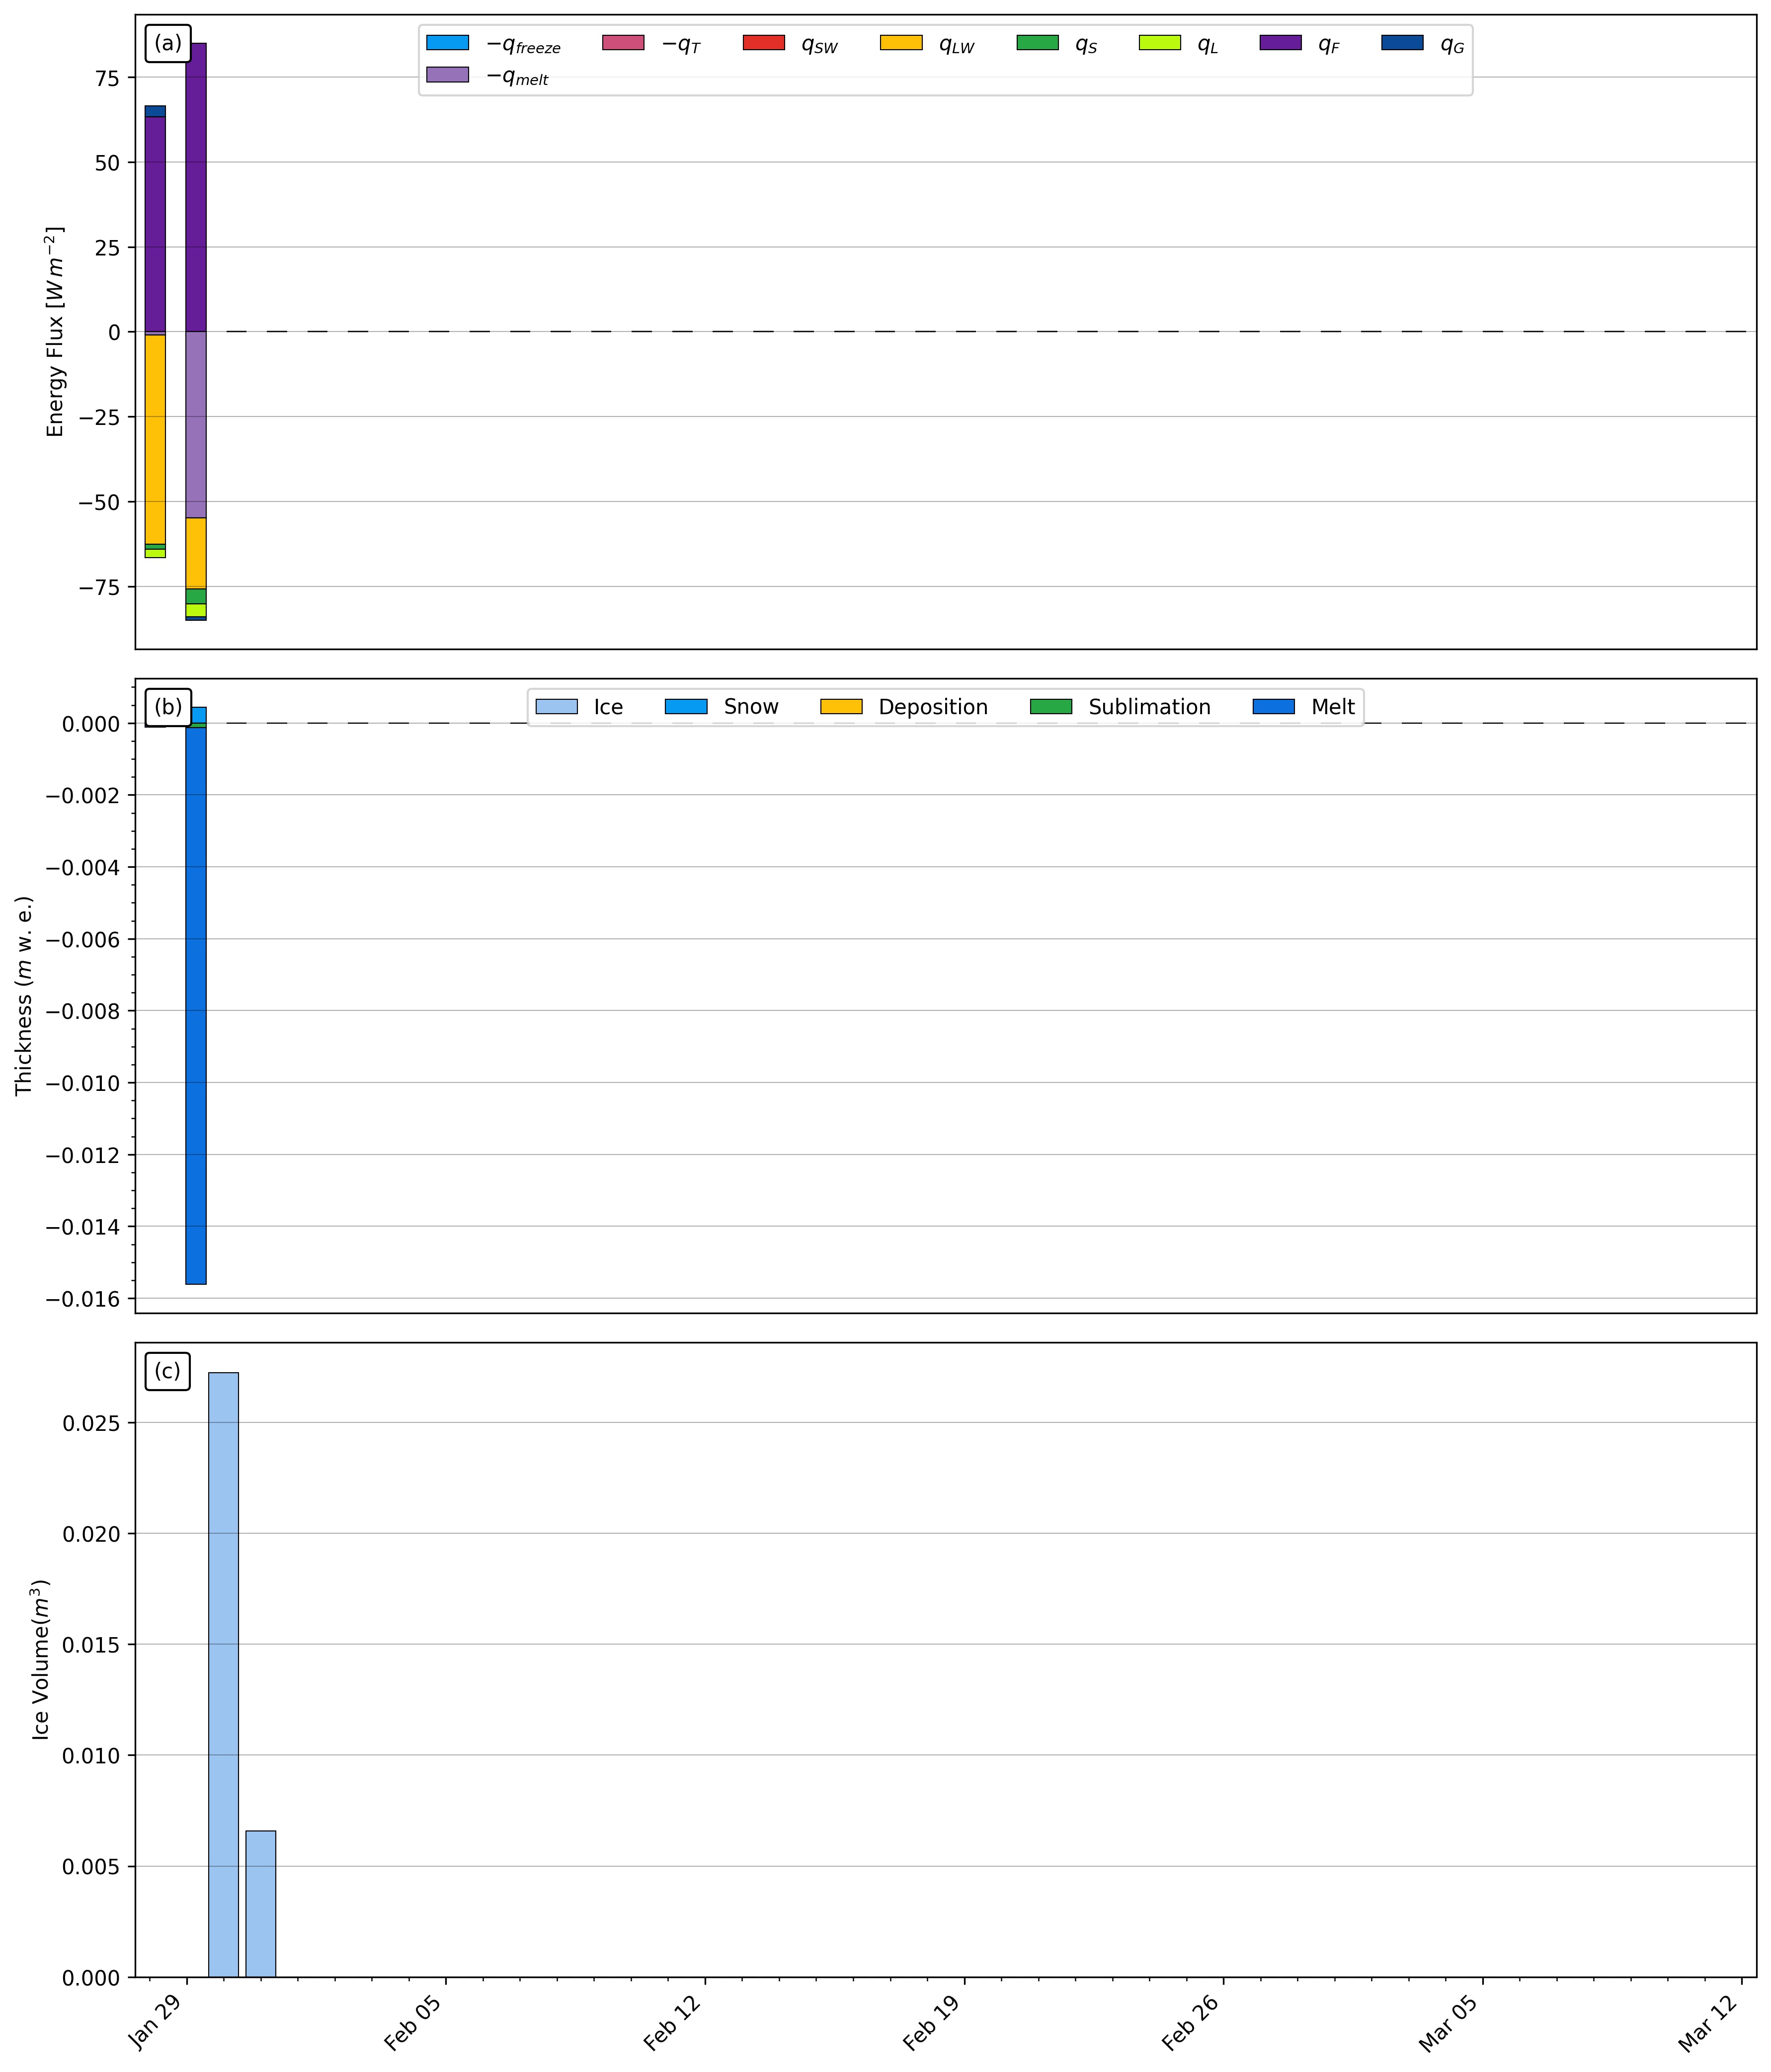 (a)
−q_freeze −q_T q_SW q_LW q_S q_L q_F q_G
−q_melt
75
50
25
0
−25
−50
−75
Energy Flux [W m⁻²]
(b)
Ice Snow Deposition Sublimation Melt
0.000
−0.002
−0.004
−0.006
−0.008
−0.010
−0.012
−0.014
−0.016
Thickness (m w. e.)
(c)
0.025
0.020
0.015
0.010
0.005
0.000
Ice Volume(m³)
Jan 29 Feb 05 Feb 12 Feb 19 Feb 26 Mar 05 Mar 12